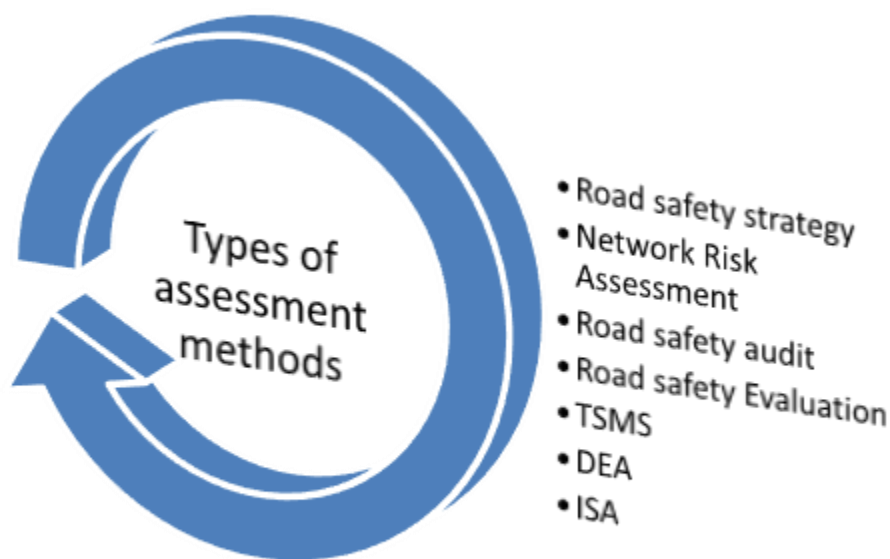 Types of
assessment
methods
• Road safety strategy
• Network Risk
Assessment
• Road safety audit
• Road safety Evaluation
• TSMS
• DEA
• ISA